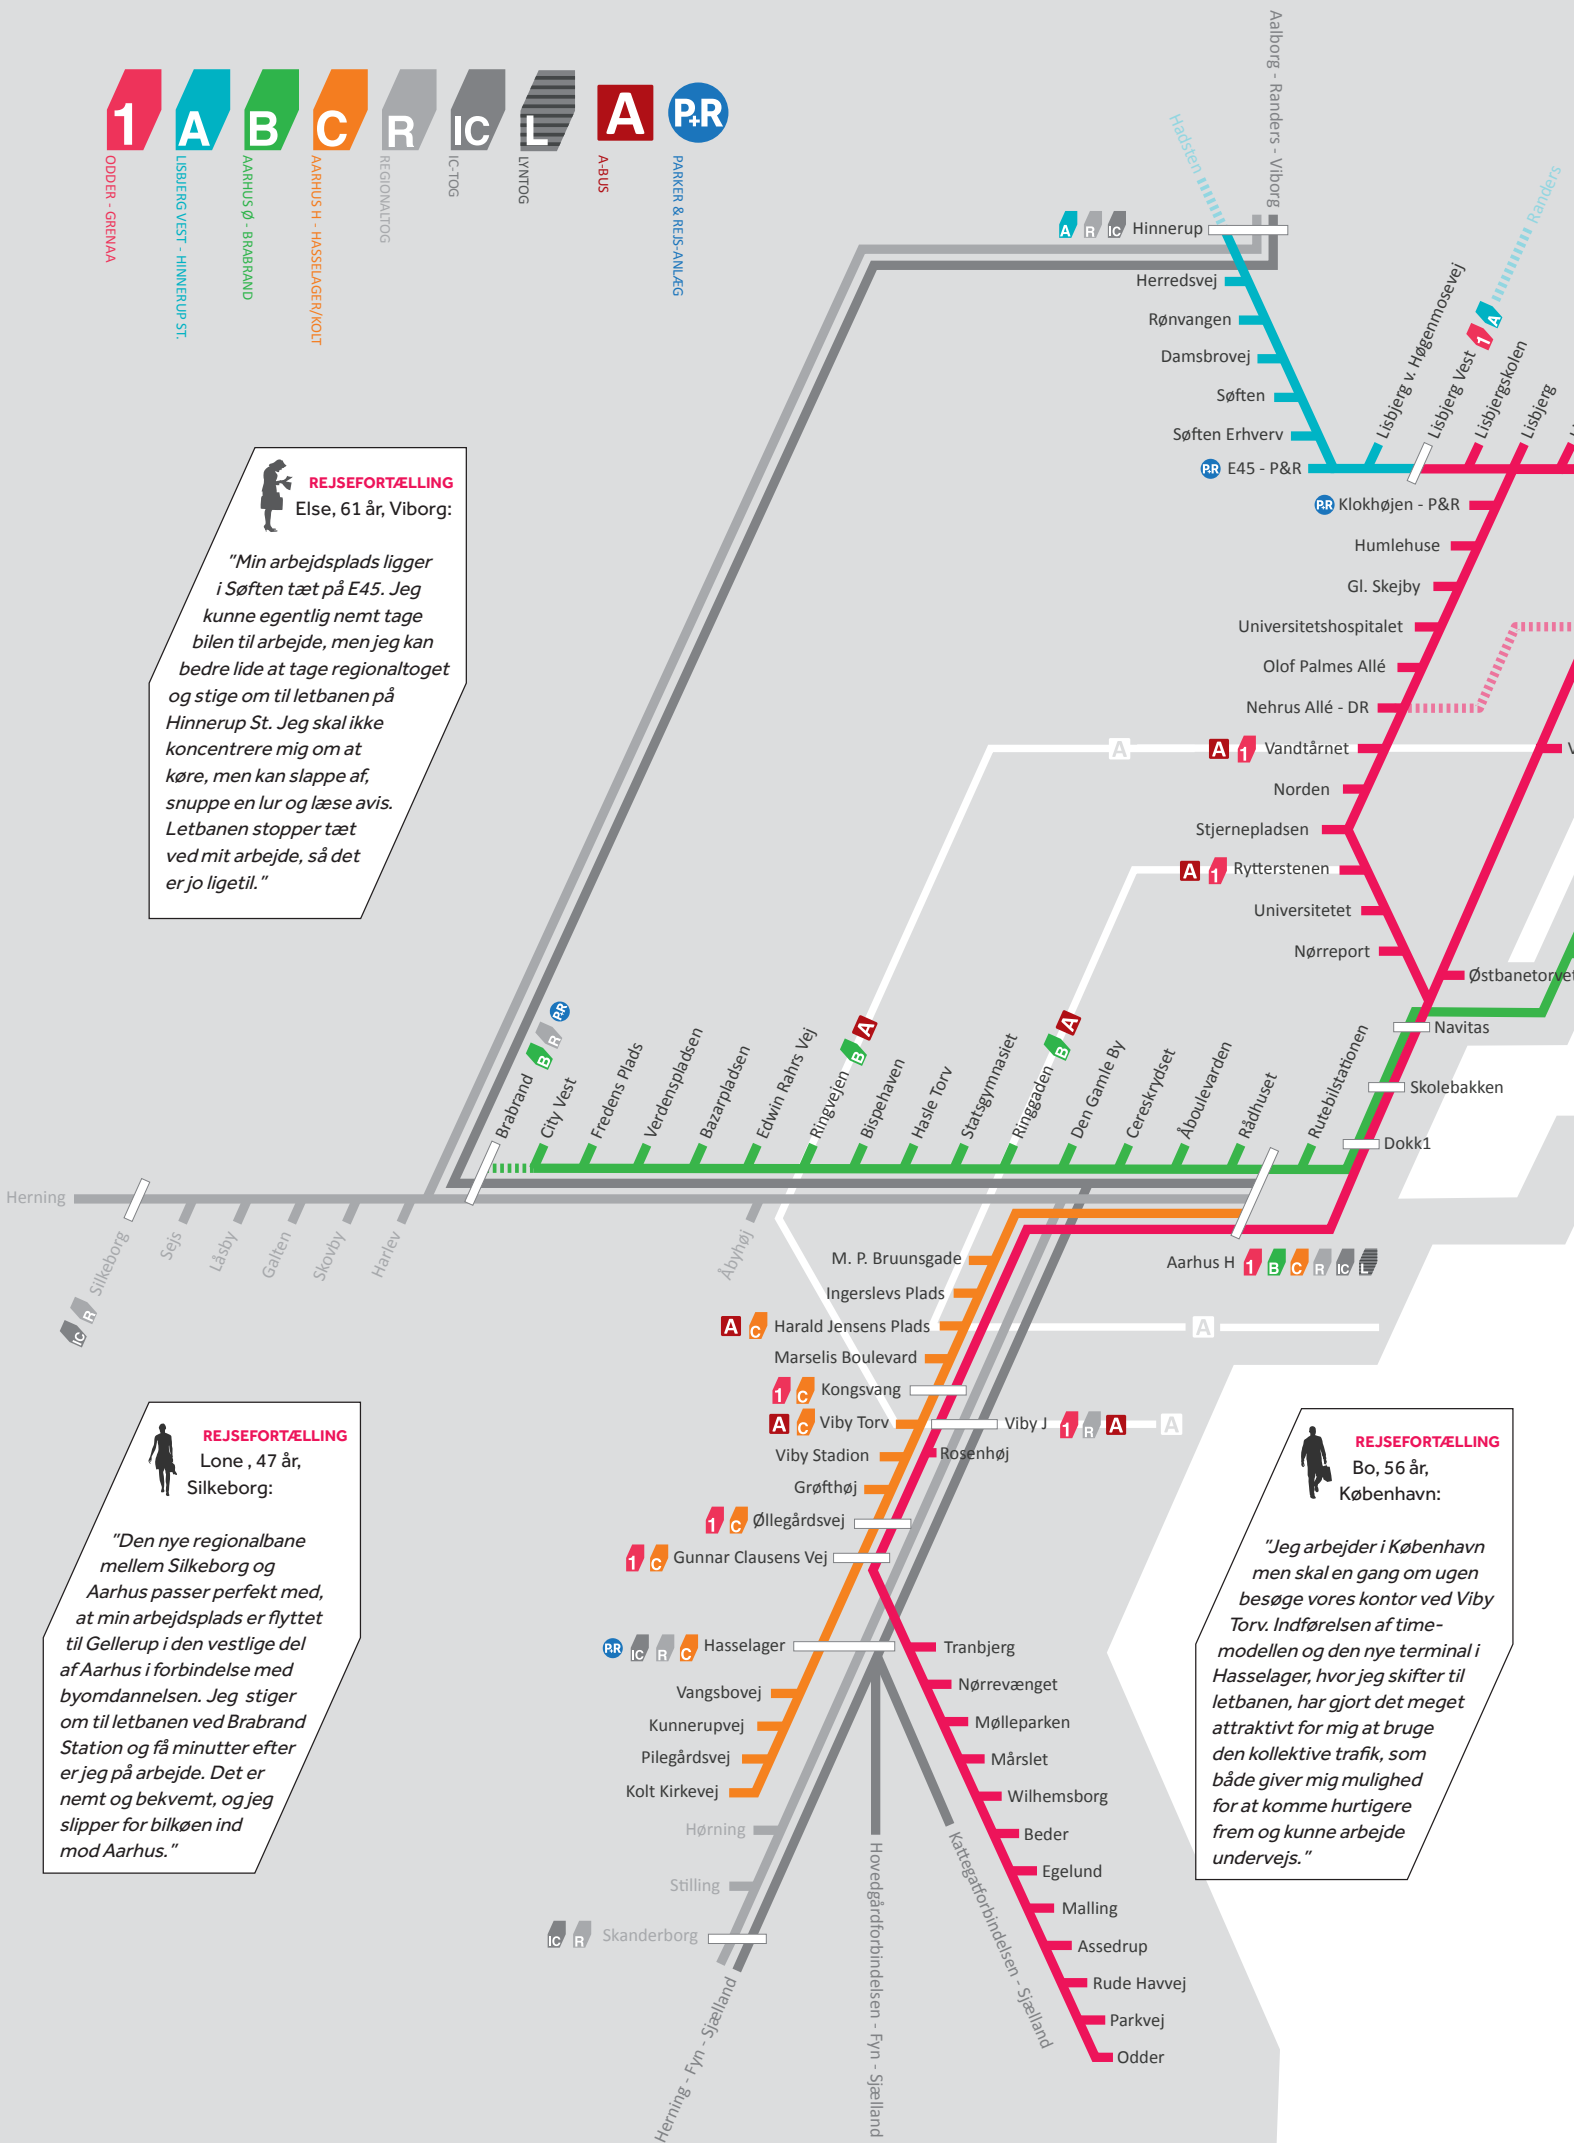 1
A
B
C
R
IC
L
A
P+R
ODDER - GRENAA
LISBJERG VEST - HINNERUP ST.
AARHUS Ø - BRABRAND
AARHUS H - HASSELAGER/KOLT
REGIONALTOG
IC-TOG
LYNTOG
A-BUS
PARKER & REJS-ANLÆG
Aalborg - Randers - Viborg
Hadsten
Randers
A R IC Hinnerup
Herredsvej
Rønvangen
Damsbrovej
Søften
Søften Erhverv
P+R E45 - P&R
Lisbjerg v. Høgenmosevej
Lisbjerg Vest 1 A
Lisbjergskolen
Lisbjerg
P+R Klokhøjen - P&R
Humlehuse
Gl. Skejby
Universitetshospitalet
Olof Palmes Allé
Nehrus Allé - DR
A
A 1 Vandtårnet
Norden
Stjernepladsen
A 1 Rytterstenen
Universitetet
Nørreport
Østbanetorvet
Navitas
Skolebakken
Dokk1
REJSEFORTÆLLING
Else, 61 år, Viborg:
"Min arbejdsplads ligger
i Søften tæt på E45. Jeg
kunne egentlig nemt tage
bilen til arbejde, men jeg kan
bedre lide at tage regionaltoget
og stige om til letbanen på
Hinnerup St. Jeg skal ikke
koncentrere mig om at
køre, men kan slappe af,
snuppe en lur og læse avis.
Letbanen stopper tæt
ved mit arbejde, så det
er jo ligetil."
Brabrand B R P+R
City Vest
Fredens Plads
Verdenspladsen
Bazarpladsen
Edwin Rahrs Vej
Ringvejen B A
Bispehaven
Hasle Torv
Statsgymnasiet
Ringgaden B A
Den Gamle By
Cereskrydset
Åboulevarden
Rådhuset
Rutebilstationen
Herning
IC R Silkeborg
Sejs
Låsby
Galten
Skovby
Harlev
Åbyhøj
Aarhus H 1 B C R IC L
M. P. Bruunsgade
Ingerslevs Plads
A C Harald Jensens Plads
A
Marselis Boulevard
1 C Kongsvang
A C Viby Torv
Viby J 1 R A A
Viby Stadion
Rosenhøj
Grøfthøj
1 C Øllegårdsvej
1 C Gunnar Clausens Vej
P+R IC R C Hasselager
Vangsbovej
Kunnerupvej
Pilegårdsvej
Kolt Kirkevej
Hørning
Stilling
IC R Skanderborg
Tranbjerg
Nørrevænget
Mølleparken
Mårslet
Wilhemsborg
Beder
Egelund
Malling
Assedrup
Rude Havvej
Parkvej
Odder
Herning - Fyn - Sjælland
Hovedgårdforbindelsen - Fyn - Sjælland
Kattegatforbindelsen - Sjælland
REJSEFORTÆLLING
Lone , 47 år,
Silkeborg:
"Den nye regionalbane
mellem Silkeborg og
Aarhus passer perfekt med,
at min arbejdsplads er flyttet
til Gellerup i den vestlige del
af Aarhus i forbindelse med
byomdannelsen. Jeg stiger
om til letbanen ved Brabrand
Station og få minutter efter
er jeg på arbejde. Det er
nemt og bekvemt, og jeg
slipper for bilkøen ind
mod Aarhus."
REJSEFORTÆLLING
Bo, 56 år,
København:
"Jeg arbejder i København
men skal en gang om ugen
besøge vores kontor ved Viby
Torv. Indførelsen af time-
modellen og den nye terminal i
Hasselager, hvor jeg skifter til
letbanen, har gjort det meget
attraktivt for mig at bruge
den kollektive trafik, som
både giver mig mulighed
for at komme hurtigere
frem og kunne arbejde
undervejs."